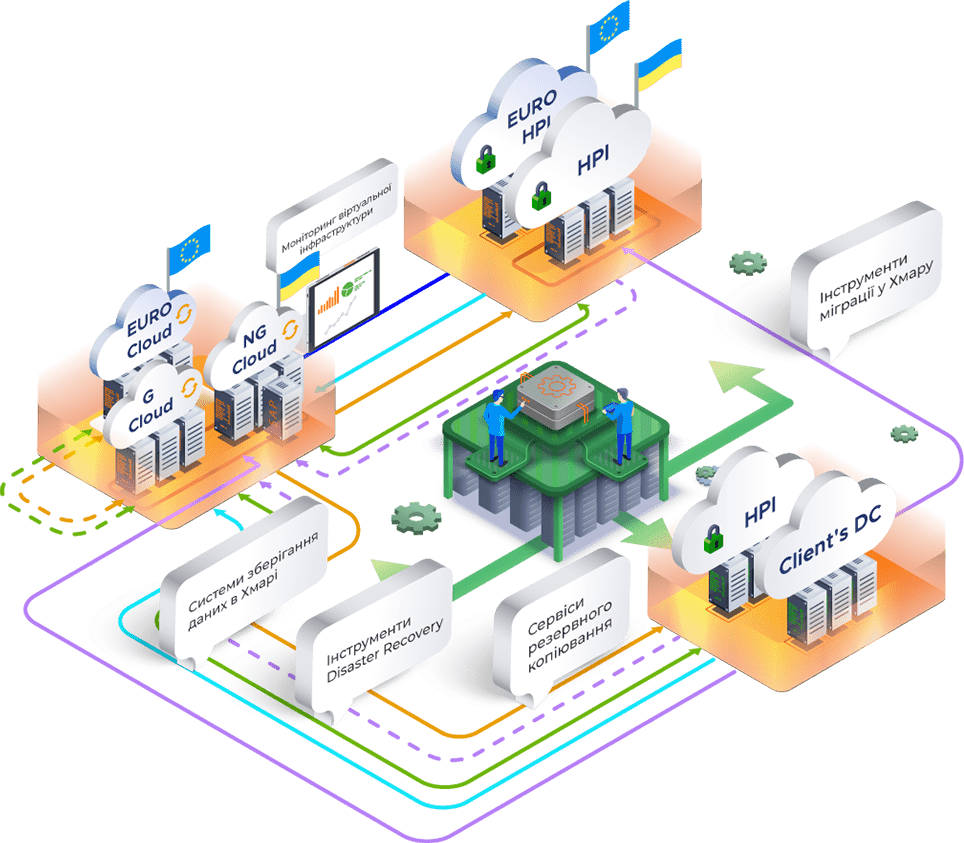 EURO
HPI
HPI
Моніторинг віртуальної
інфраструктури
Інструменти
міграції у Хмару
EURO
Cloud
NG
Cloud
G
Cloud
HPI
Client's DC
Системи зберігання
даних в Хмарі
Інструменти
Disaster Recovery
Сервіси
резервного
копіювання